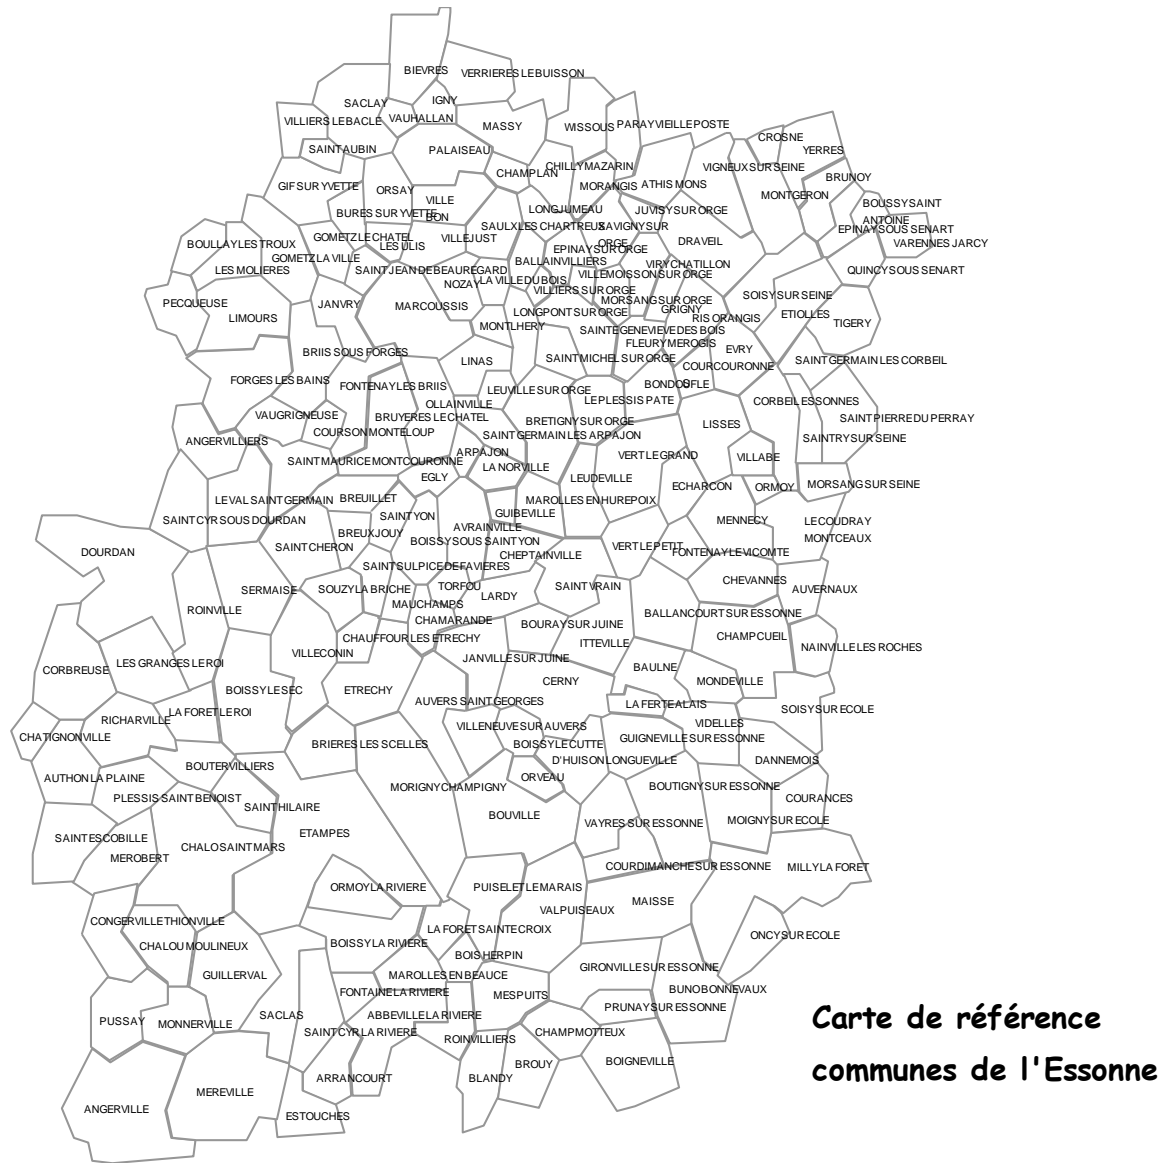 BIEVRES
VERRIERES LE BUISSON
IGNY
SACLAY
VAUHALLAN
VILLIERS LE BACLE
MASSY
WISSOUS
PARAY VIEILLE POSTE
CROSNE
YERRES
SAINT AUBIN
PALAISEAU
CHAMPLAN
CHILLY MAZARIN
VIGNEUX SUR SEINE
BRUNOY
GIF SUR YVETTE
ORSAY
MORANGIS
ATHIS MONS
MONTGERON
VILLE
BON
BURES SUR YVETTE
LONGJUMEAU
JUVISY SUR ORGE
BOUSSY SAINT
ANTOINE
SAULX LES CHARTREUX
SAVIGNY SUR
ORGE
EPINAY SOUS SENART
GOMETZ LE CHATEL
LES ULIS
VILLEJUST
EPINAY SUR ORGE
DRAVEIL
VARENNES JARCY
BOULLAY LES TROUX
GOMETZ LA VILLE
BALLAINVILLIERS
VIRY CHATILLON
LES MOLIERES
SAINT JEAN DE BEAUREGARD
NOZAY
LA VILLE DU BOIS
VILLEMOISSON SUR ORGE
QUINCY SOUS SENART
VILLIERS SUR ORGE
MORSANG SUR ORGE
SOISY SUR SEINE
PECQUEUSE
LIMOURS
JANVRY
MARCOUSSIS
LONGPONT SUR ORGE
GRIGNY
RIS ORANGIS
ETIOLLES
TIGERY
MONTLHERY
SAINTE GENEVIEVE DES BOIS
FLEURY MEROGIS
EVRY
BRIIS SOUS FORGES
LINAS
SAINT MICHEL SUR ORGE
COURCOURONNE
SAINT GERMAIN LES CORBEIL
FORGES LES BAINS
FONTENAY LES BRIIS
LEUVILLE SUR ORGE
BONDOUFLE
OLLAINVILLE
LE PLESSIS PATE
CORBEIL ESSONNES
VAUGRIGNEUSE
BRUYERES LE CHATEL
BRETIGNY SUR ORGE
LISSES
SAINT PIERRE DU PERRAY
COURSON MONTELOUP
SAINT GERMAIN LES ARPAJON
SAINTRY SUR SEINE
ANGERVILLIERS
ARPAJON
VERT LE GRAND
VILLABE
SAINT MAURICE MONTCOURONNE
LA NORVILLE
EGLY
LEUDEVILLE
ECHARCON
ORMOY
MORSANG SUR SEINE
LE VAL SAINT GERMAIN
BREUILLET
MAROLLES EN HUREPOIX
SAINT CYR SOUS DOURDAN
SAINT YON
GUIBEVILLE
MENNECY
LE COUDRAY
MONTCEAUX
BREUX JOUY
AVRAINVILLE
SAINT CHERON
BOISSY SOUS SAINT YON
VERT LE PETIT
DOURDAN
CHEPTAINVILLE
FONTENAY LE VICOMTE
SAINT SULPICE DE FAVIERES
SERMAISE
SOUZY LA BRICHE
TORFOU
SAINT VRAIN
CHEVANNES
AUVERNAUX
LARDY
MAUCHAMPS
ROINVILLE
CHAMARANDE
BOURAY SUR JUINE
BALLANCOURT SUR ESSONNE
CHAUFFOUR LES ETRECHY
ITTEVILLE
CHAMPCUEIL
NAINVILLE LES ROCHES
VILLECONIN
JANVILLE SUR JUINE
CORBREUSE
LES GRANGES LE ROI
BAULNE
CERNY
MONDEVILLE
BOISSY LE SEC
ETRECHY
AUVERS SAINT GEORGES
LA FERTE ALAIS
SOISY SUR ECOLE
RICHARVILLE
LA FORET LE ROI
VILLENEUVE SUR AUVERS
VIDELLES
CHATIGNONVILLE
BRIERES LES SCELLES
BOISSY LE CUTTE
GUIGNEVILLE SUR ESSONNE
BOUTERVILLIERS
D'HUISON LONGUEVILLE
DANNEMOIS
AUTHON LA PLAINE
ORVEAU
MORIGNY CHAMPIGNY
BOUTIGNY SUR ESSONNE
PLESSIS SAINT BENOIST
COURANCES
SAINT HILAIRE
BOUVILLE
VAYRES SUR ESSONNE
MOIGNY SUR ECOLE
SAINT ESCOBILLE
ETAMPES
CHALO SAINT MARS
MEROBERT
COURDIMANCHE SUR ESSONNE
MILLY LA FORET
ORMOY LA RIVIERE
PUISELET LE MARAIS
MAISSE
VALPUISEAUX
CONGERVILLE THIONVILLE
LA FORET SAINTE CROIX
ONCY SUR ECOLE
CHALOU MOULINEUX
BOISSY LA RIVIERE
BOIS HERPIN
GIRONVILLE SUR ESSONNE
GUILLERVAL
MAROLLES EN BEAUCE
BUNO BONNEVAUX
FONTAINE LA RIVIERE
MESPUITS
PRUNAY SUR ESSONNE
SACLAS
ABBEVILLE LA RIVIERE
PUSSAY
MONNERVILLE
SAINT CYR LA RIVIERE
CHAMPMOTTEUX
ROINVILLIERS
BROUY
BOIGNEVILLE
ARRANCOURT
BLANDY
MEREVILLE
ANGERVILLE
ESTOUCHES
Carte de référence
communes de l'Essonne